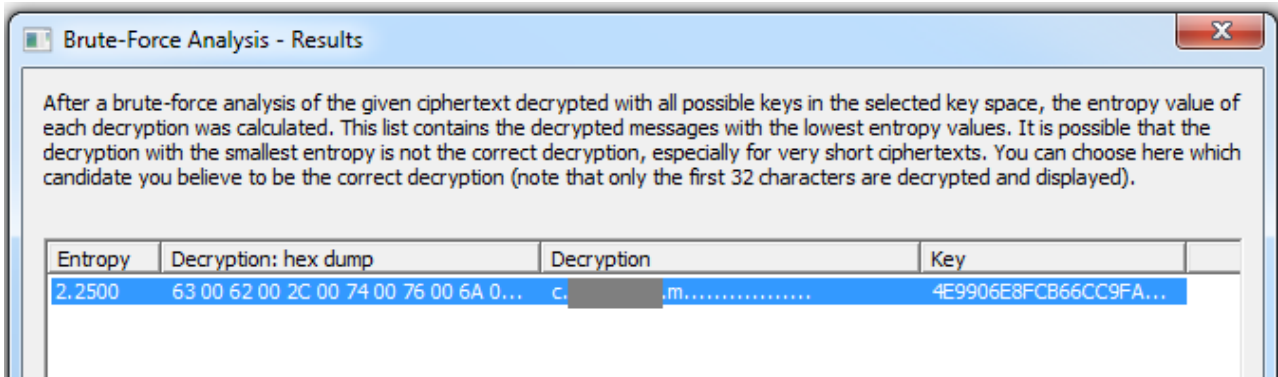 Brute-Force Analysis - Results
After a brute-force analysis of the given ciphertext decrypted with all possible keys in the selected key space, the entropy value of
each decryption was calculated. This list contains the decrypted messages with the lowest entropy values. It is possible that the
decryption with the smallest entropy is not the correct decryption, especially for very short ciphertexts. You can choose here which
candidate you believe to be the correct decryption (note that only the first 32 characters are decrypted and displayed).
Entropy Decryption: hex dump Decryption Key
2.2500 63 00 62 00 2C 00 74 00 76 00 6A 0... c. .m................. 4E9906E8FCB66CC9FA...